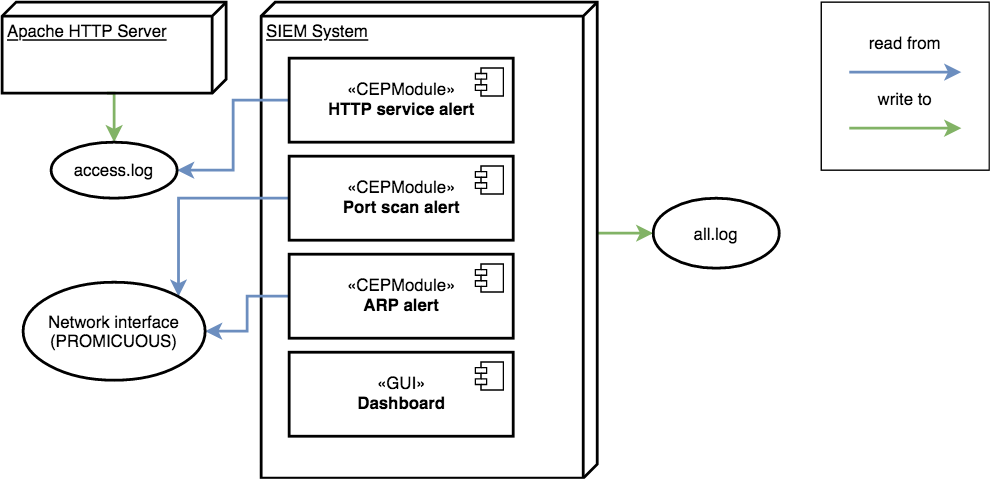 Apache HTTP Server
SIEM System
read from
write to
«CEPModule»
HTTP service alert
access.log
«CEPModule»
Port scan alert
all.log
«CEPModule»
ARP alert
Network interface
(PROMICUOUS)
«GUI»
Dashboard